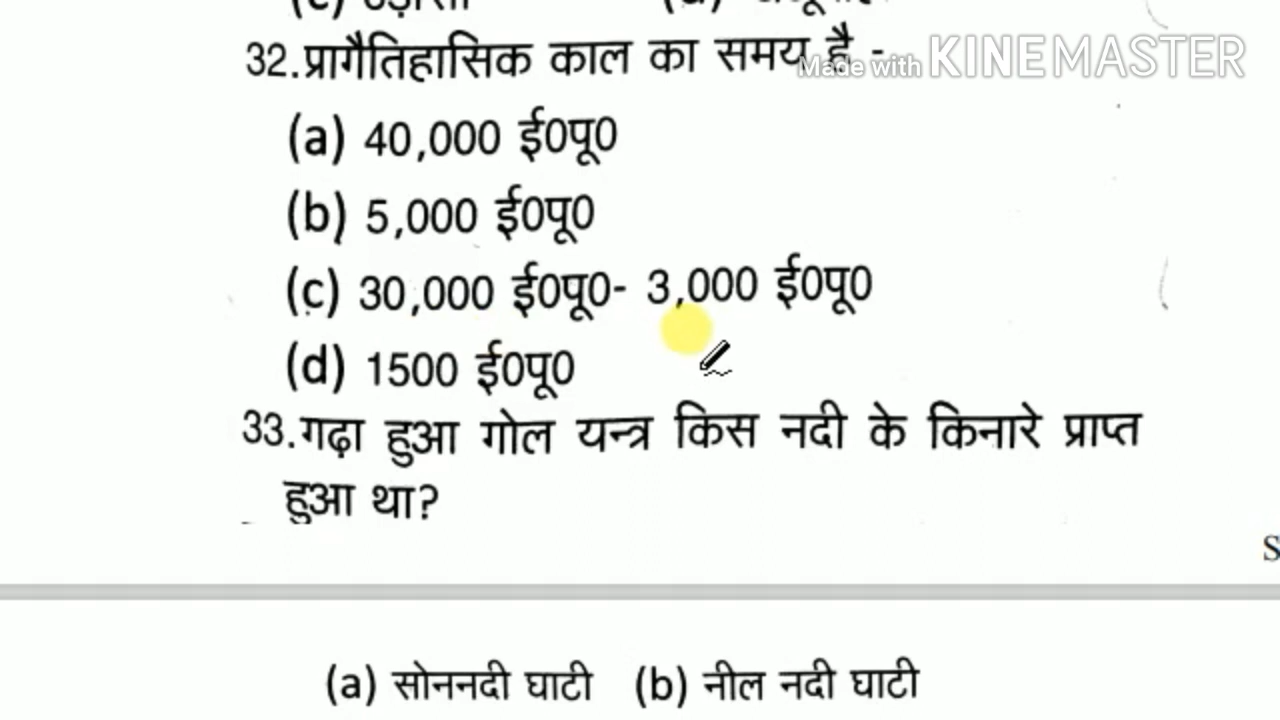 32.प्रागैतिहासिक काल का समय है -
Made with KINEMASTER
(a) 40,000 ई0पू0
(b) 5,000 ई0पू0
(c) 30,000 ई0पू0- 3,000 ई0पू0
(d) 1500 ई0पू0
33.गढ़ा हुआ गोल यन्त्र किस नदी के किनारे प्राप्त
हुआ था?
(a) सोननदी घाटी (b) नील नदी घाटी